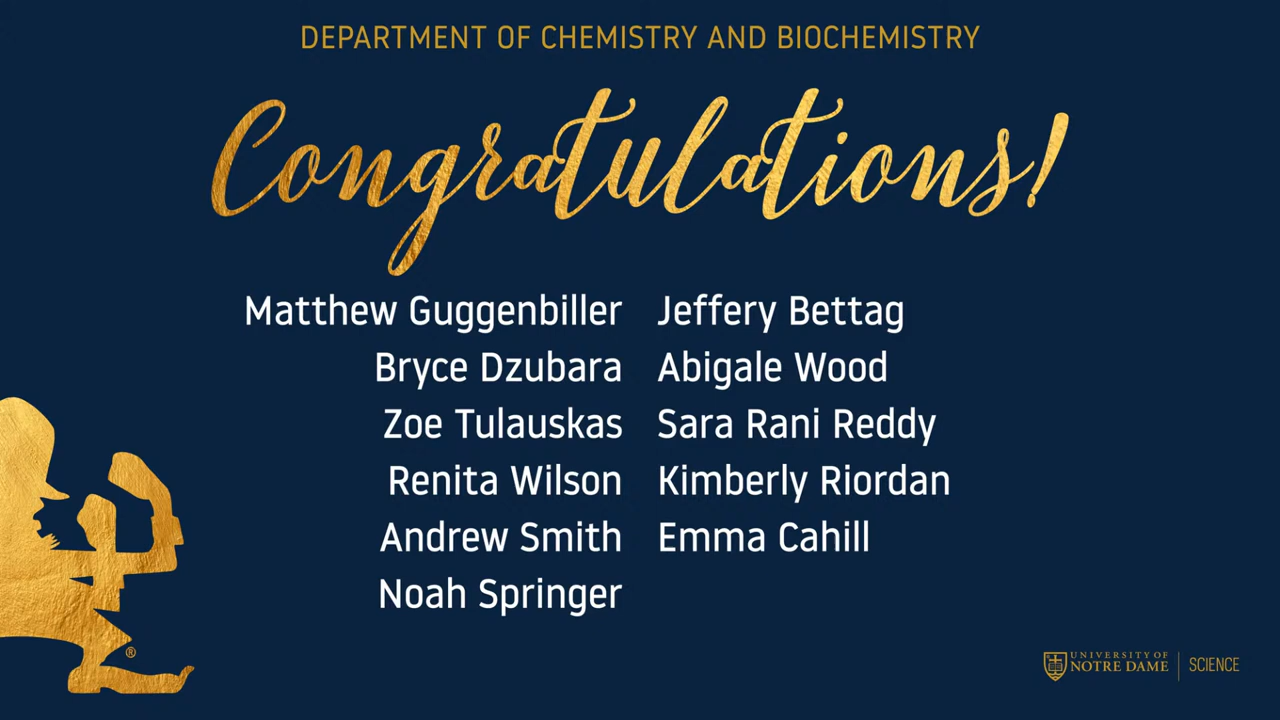 DEPARTMENT OF CHEMISTRY AND BIOCHEMISTRY
Congratulations!
Matthew Guggenbiller
Bryce Dzubara
Zoe Tulauskas
Renita Wilson
Andrew Smith
Noah Springer
Jeffery Bettag
Abigale Wood
Sara Rani Reddy
Kimberly Riordan
Emma Cahill
®
UNIVERSITY OF
NOTRE DAME
SCIENCE